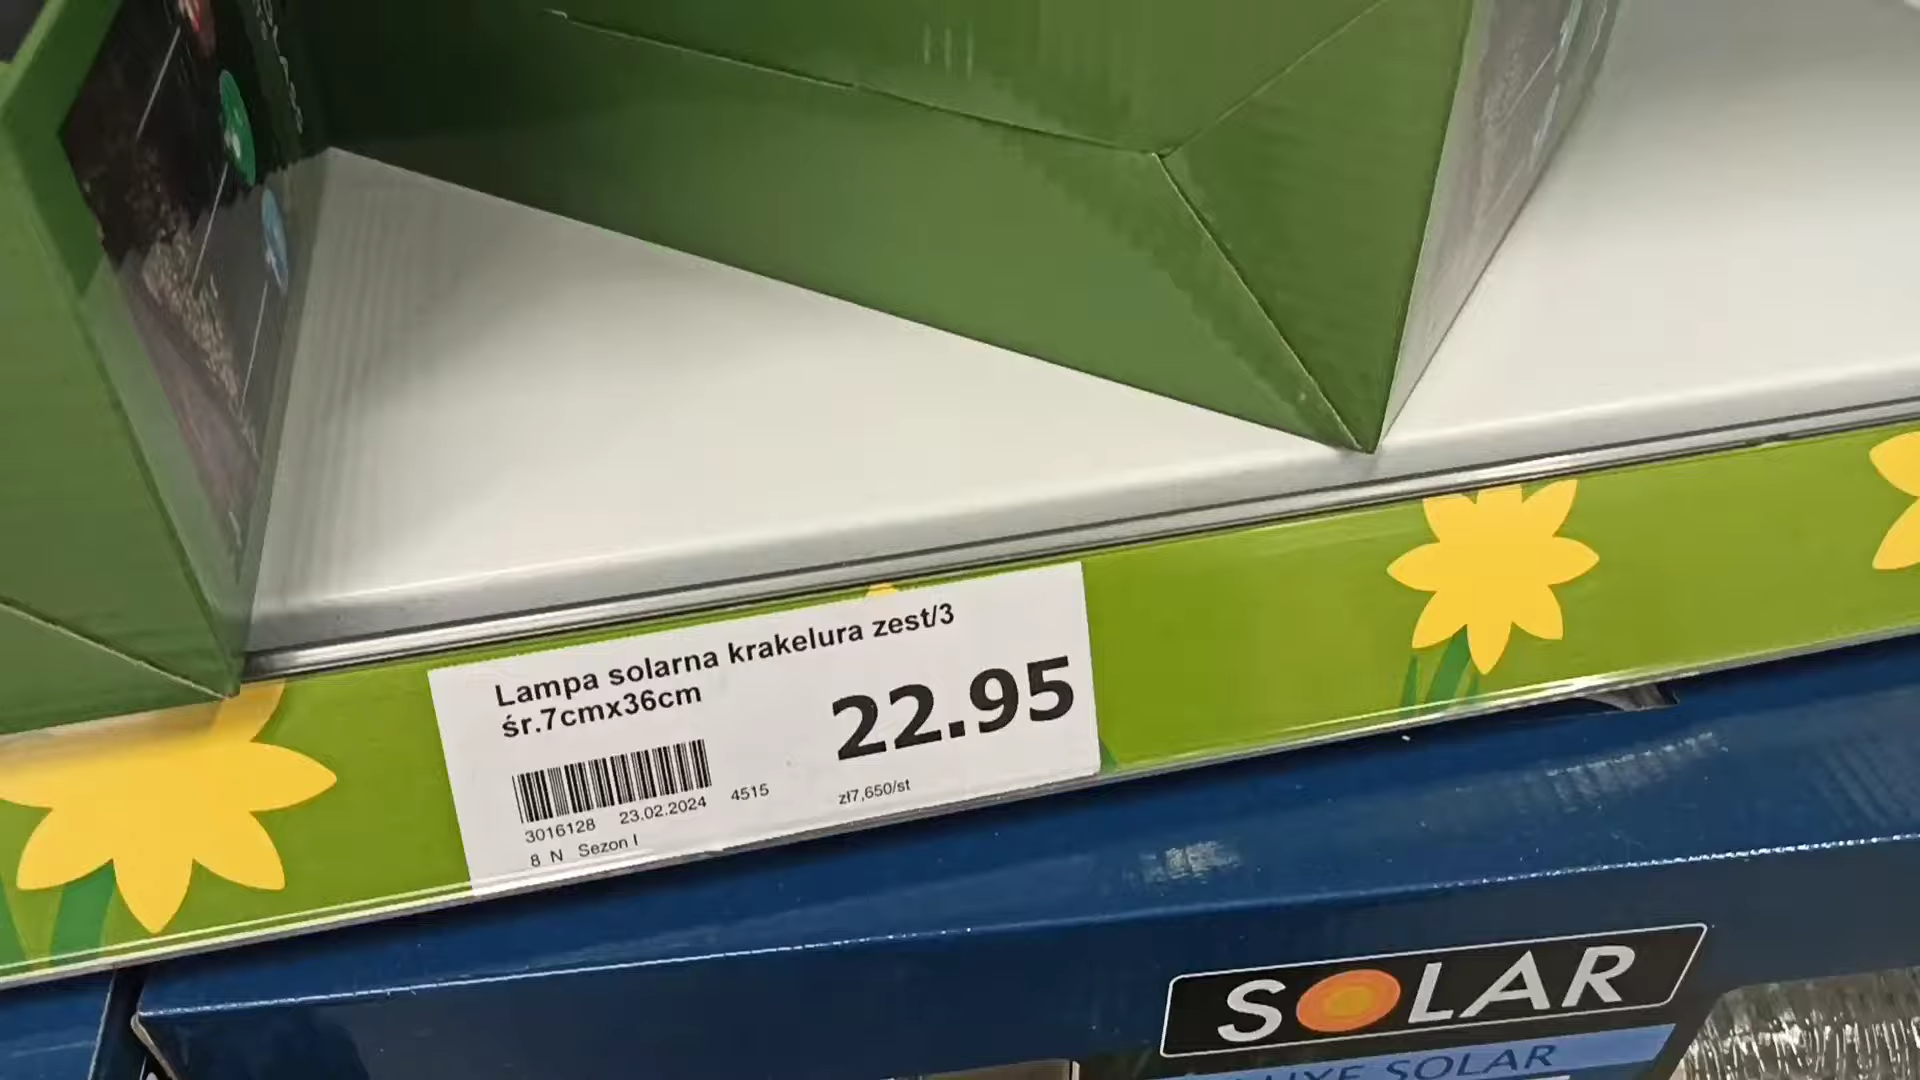 Lampa solarna krakelura zest/3
śr.7cmx36cm
22.95
3016128 23.02.2024 4515 zł7,650/st
8 N Sezon I
SOLAR
SOLAR